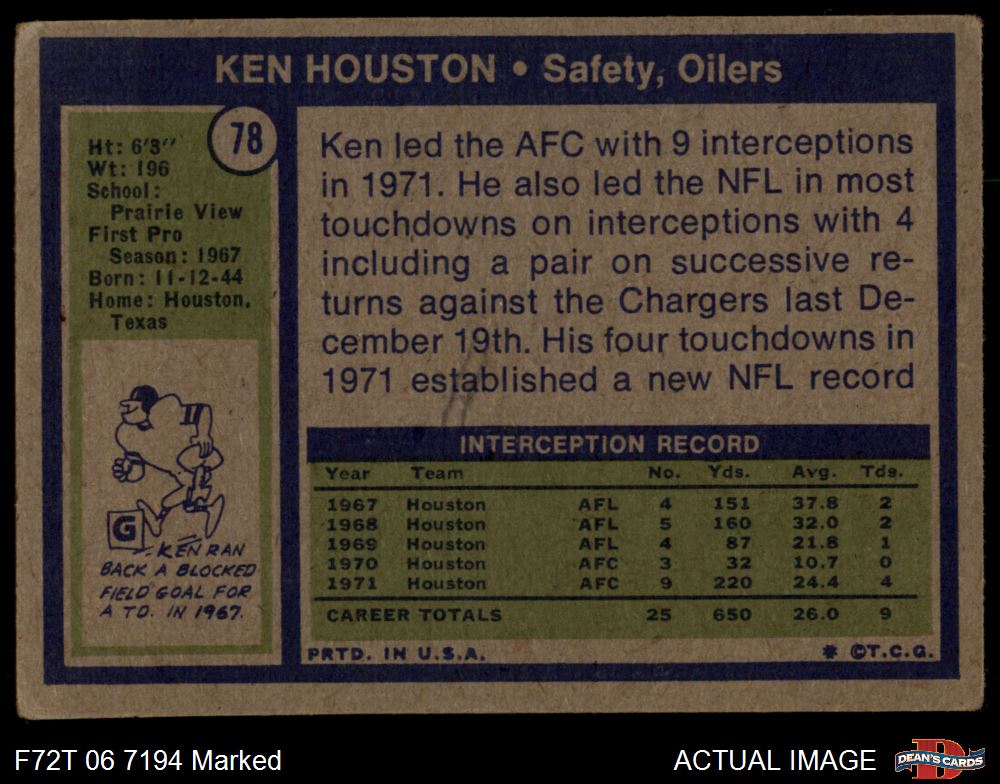 KEN HOUSTON • Safety, Oilers
78
Ht: 6'3"
Wt: 196
School:
Prairie View
First Pro
Season: 1967
Born: 11-12-44
Home: Houston,
Texas
G
KEN RAN
BACK A BLOCKED
FIELD GOAL FOR
A TD. IN 1967.
Ken led the AFC with 9 interceptions
in 1971. He also led the NFL in most
touchdowns on interceptions with 4
including a pair on successive re-
turns against the Chargers last De-
cember 19th. His four touchdowns in
1971 established a new NFL record
INTERCEPTION RECORD
Year Team No. Yds. Avg. Tds.
1967 Houston AFL 4 151 37.8 2
1968 Houston AFL 5 160 32.0 2
1969 Houston AFL 4 87 21.8 1
1970 Houston AFC 3 32 10.7 0
1971 Houston AFC 9 220 24.4 4
CAREER TOTALS 25 650 26.0 9
PRTD. IN U.S.A. * ©T.C.G.
F72T 06 7194 Marked
ACTUAL IMAGE
DEAN'S CARDS